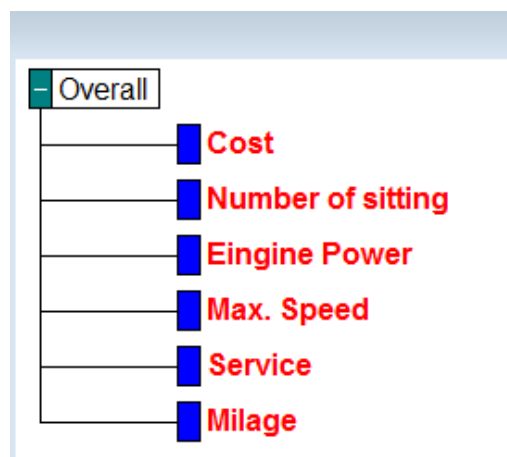 Overall
Cost
Number of sitting
Eingine Power
Max. Speed
Service
Milage